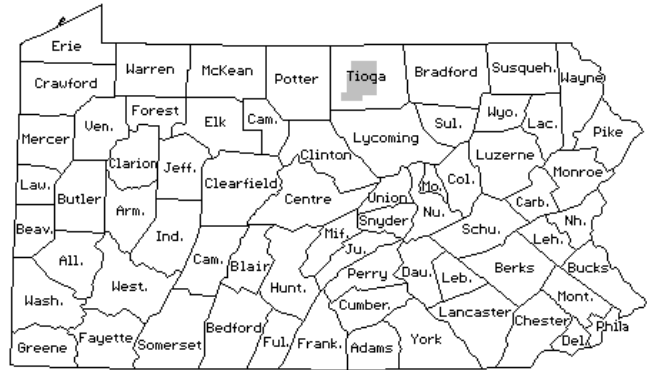 Erie
Crawford
Warren
McKean
Potter
Tioga
Bradford
Susqueh.
Wayne
Forest
Elk
Cam.
Ven.
Mercer
Clarion
Jeff.
Clearfield
Clinton
Lycoming
Sul.
Wyo.
Lac.
Pike
Luzerne
Monroe
Law.
Butler
Arm.
Ind.
Centre
Union
Mo.
Col.
Carb.
Snyder
Nu.
Schu.
Nh.
Leh.
Beav.
All.
West.
Cam.
Blair
Hunt.
Mif.
Ju.
Perry
Dau.
Leb.
Berks
Bucks
Mont.
Wash.
Cumber.
Lancaster
Chester
Phila
Del.
Greene
Fayette
Somerset
Bedford
Ful.
Frank.
Adams
York